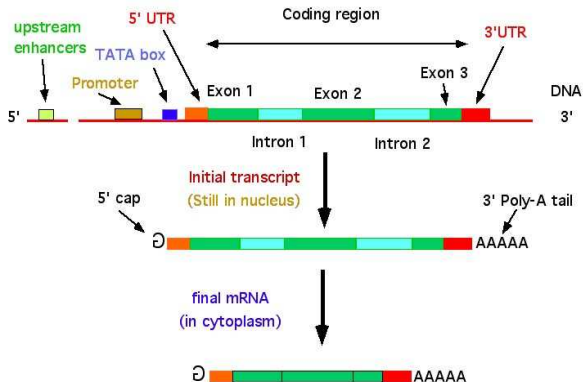 5' UTR
Coding region
upstream
enhancers
3'UTR
TATA box
Exon 3
Promoter
Exon 1
Exon 2
DNA
5'
3'
Intron 1
Intron 2
Initial transcript
(Still in nucleus)
5' cap
3' Poly-A tail
G
AAAAA
final mRNA
(in cytoplasm)
G
AAAAA